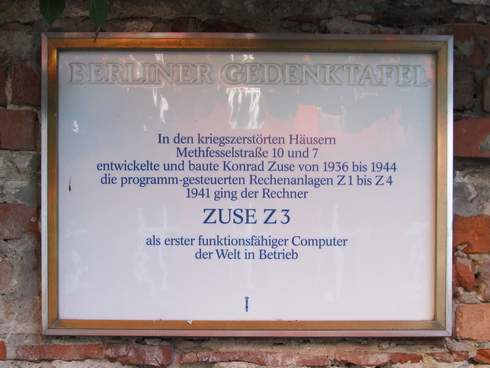 BERLINER GEDENKTAFEL
In den kriegszerstörten Häusern
Methfesselstraße 10 und 7
entwickelte und baute Konrad Zuse von 1936 bis 1944
die programm-gesteuerten Rechenanlagen Z 1 bis Z 4
1941 ging der Rechner
ZUSE Z 3
als erster funktionsfähiger Computer
der Welt in Betrieb